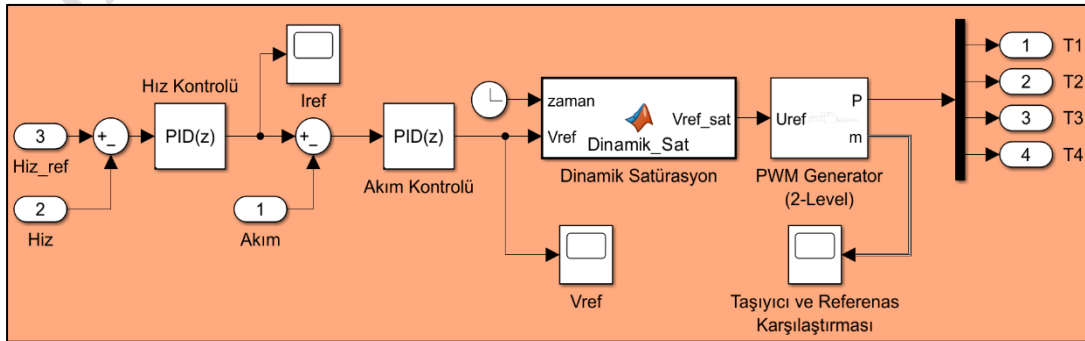 Hız Kontrolü
PID(z)
Iref
3
Hiz_ref
2
Hiz
+
−
1
Akım
+
−
PID(z)
Akım Kontrolü
zaman
Vref
Vref_sat
Dinamik_Sat
Dinamik Satürasyon
Uref
P
m
PWM Generator
(2-Level)
Vref
Taşıyıcı ve Referenas
Karşılaştırması
1
T1
2
T2
3
T3
4
T4